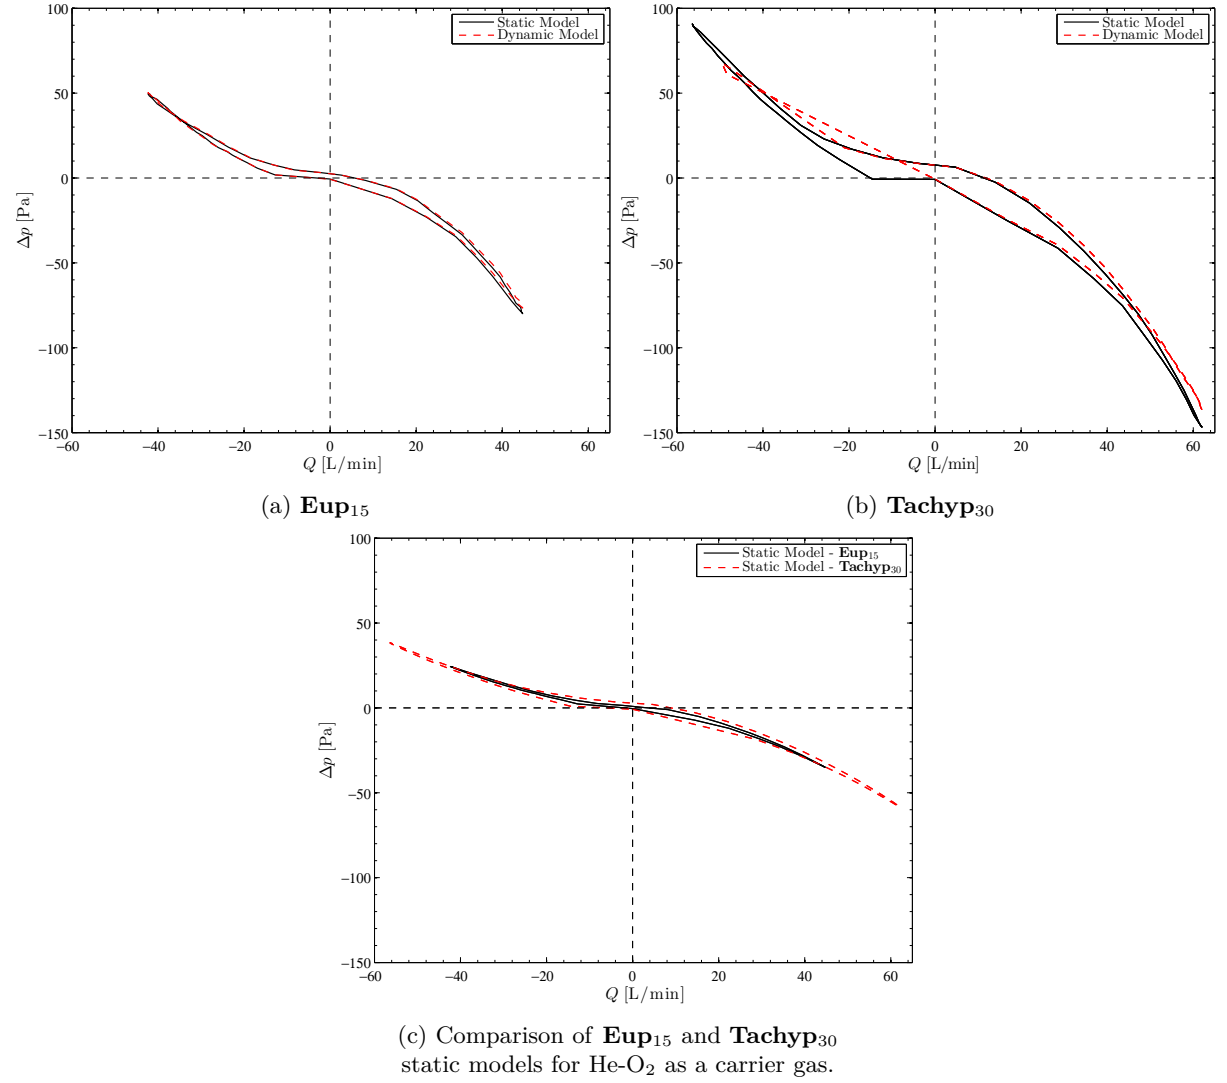 100
50
0
−50
−100
−150
−60
−40
−20
0
20
40
60
Δp [Pa]
Q [L/min]
Static Model
Dynamic Model
(a) Eup₁₅
100
50
0
−50
−100
−150
−60
−40
−20
0
20
40
60
Δp [Pa]
Q [L/min]
Static Model
Dynamic Model
(b) Tachyp₃₀
100
50
0
−50
−100
−150
−60
−40
−20
0
20
40
60
Δp [Pa]
Q [L/min]
Static Model - Eup₁₅
Static Model - Tachyp₃₀
(c) Comparison of Eup₁₅ and Tachyp₃₀
static models for He-O₂ as a carrier gas.